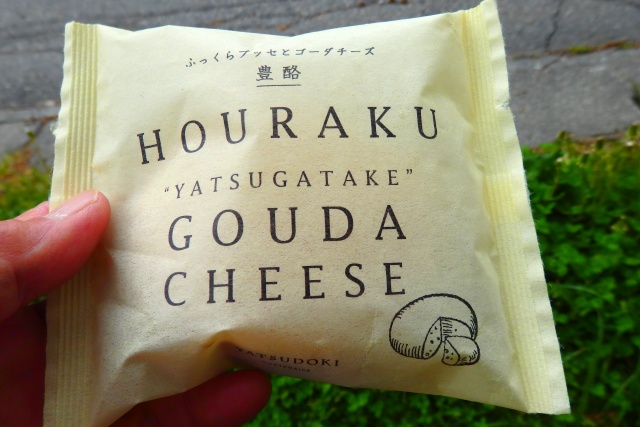 ふっくらブッセとゴーダチーズ
豊酪
HOURAKU
"YATSUGATAKE"
GOUDA
CHEESE
YATSUDOKI